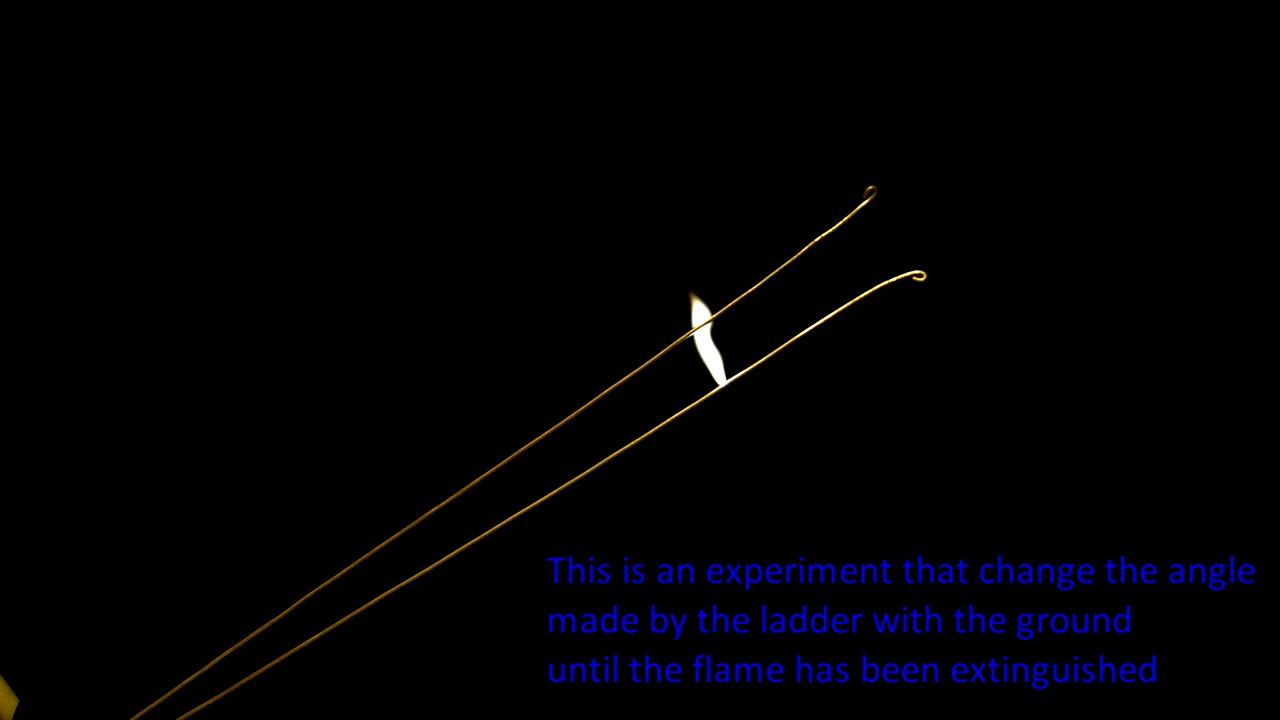 This is an experiment that change the angle
made by the ladder with the ground
until the flame has been extinguished